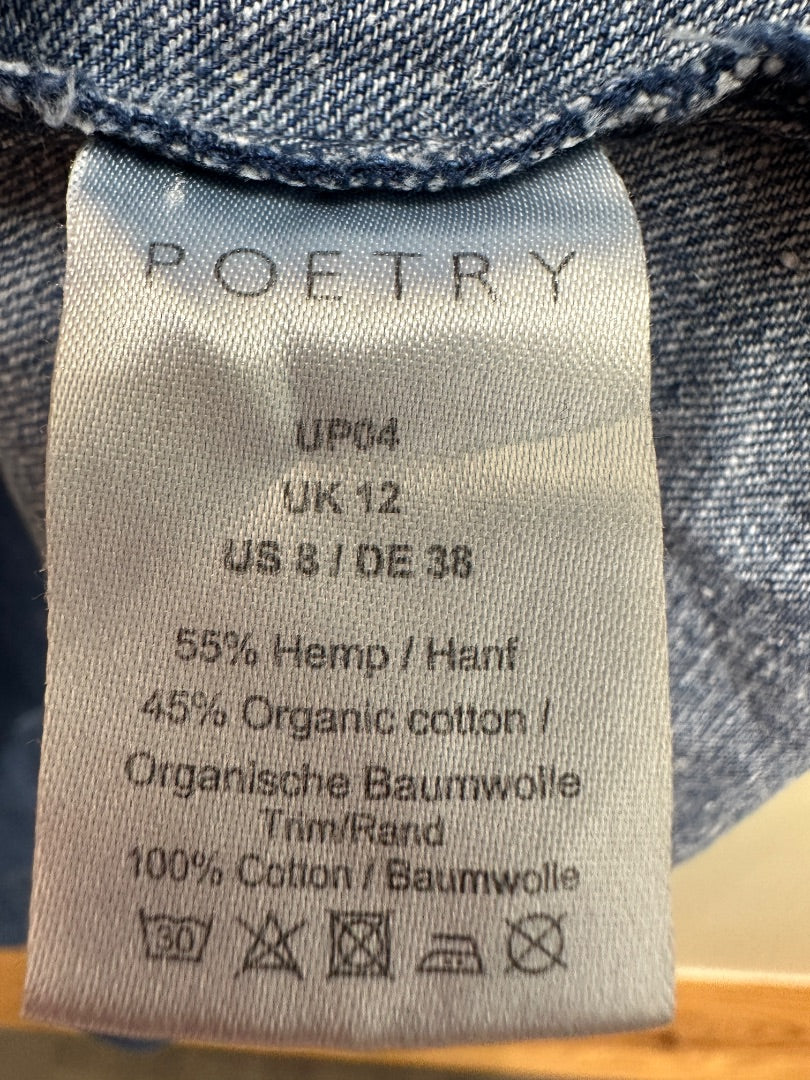 POETRY
UP04
UK 12
US 8 / DE 38
55% Hemp / Hanf
45% Organic cotton /
Organische Baumwolle
Trim/Rand
100% Cotton / Baumwolle
30